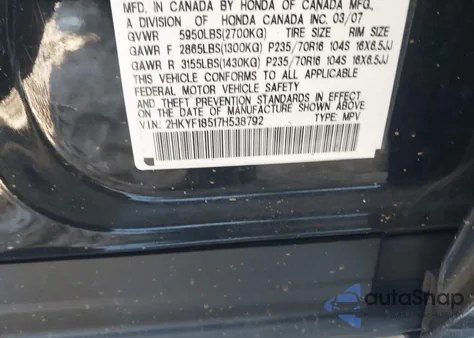 MFD. IN CANADA BY HONDA OF CANADA MFG.,
A DIVISION OF HONDA CANADA INC. 03/07
GVWR 5950LBS(2700KG) TIRE SIZE RIM SIZE
GAWR F 2865LBS(1300KG) P235/70R16 104S 16X6.5JJ
GAWR R 3155LBS(1430KG) P235/70R16 104S 16X6.5JJ
THIS VEHICLE CONFORMS TO ALL APPLICABLE
FEDERAL MOTOR VEHICLE SAFETY
STANDARDS IN EFFECT
ON THE DATE OF MANUFACTURE SHOWN ABOVE.
V.I.N.: 2HKYF18517H538792 TYPE: MPV
autoSnap